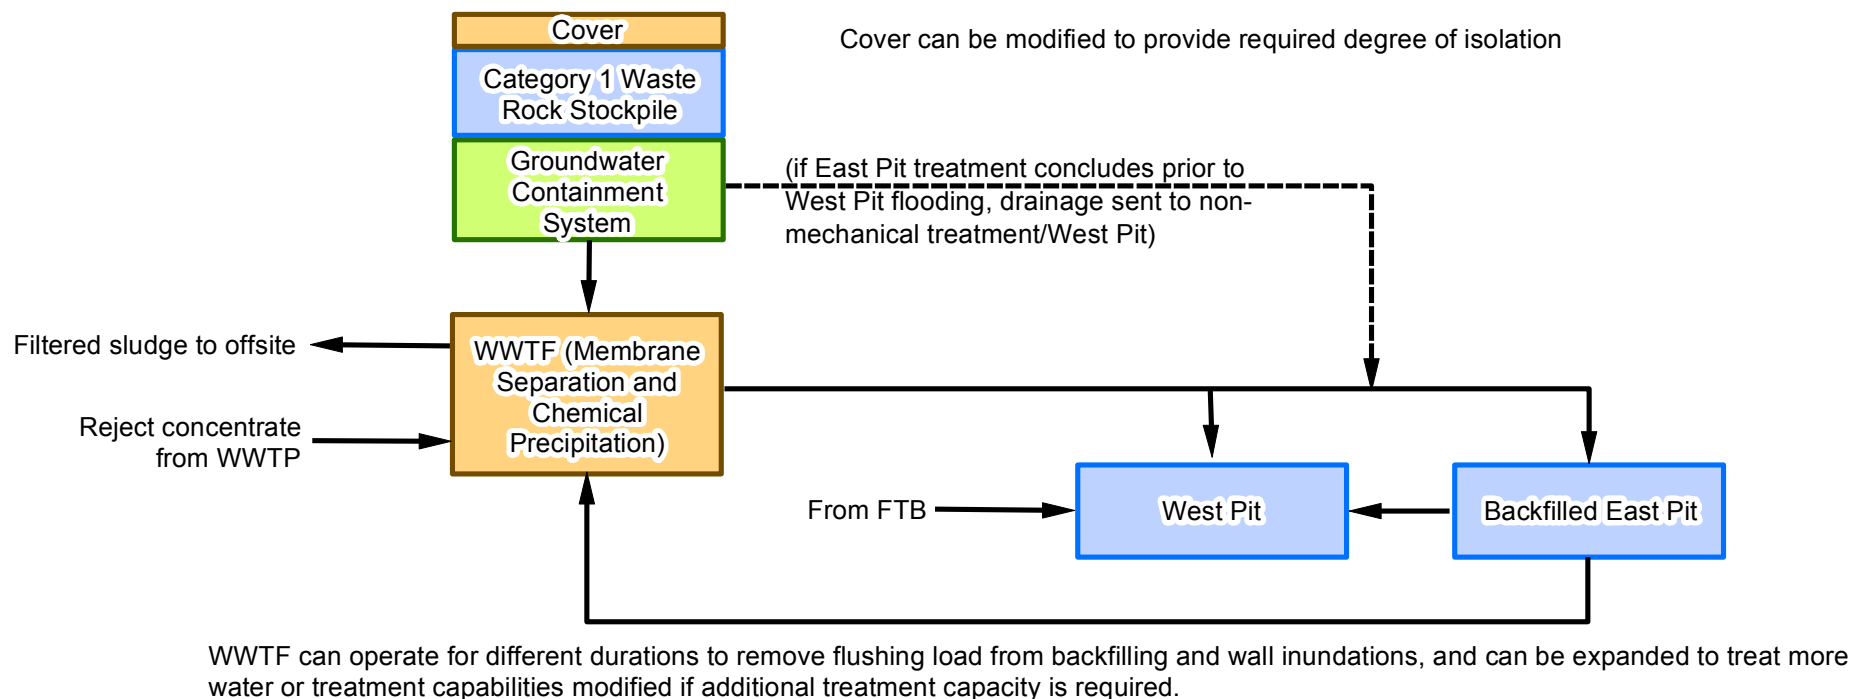 Cover
Cover can be modified to provide required degree of isolation
Category 1 Waste
Rock Stockpile
Groundwater
Containment
System
(if East Pit treatment concludes prior to
West Pit flooding, drainage sent to non-
mechanical treatment/West Pit)
Filtered sludge to offsite
WWTF (Membrane
Separation and
Chemical
Precipitation)
Reject concentrate
from WWTP
From FTB
West Pit
Backfilled East Pit
WWTF can operate for different durations to remove flushing load from backfilling and wall inundations, and can be expanded to treat more
water or treatment capabilities modified if additional treatment capacity is required.